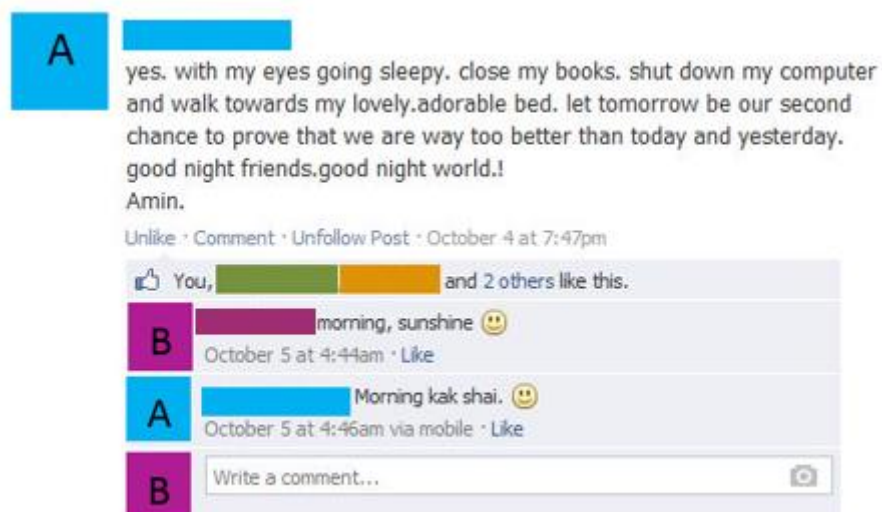 A
yes. with my eyes going sleepy. close my books. shut down my computer
and walk towards my lovely.adorable bed. let tomorrow be our second
chance to prove that we are way too better than today and yesterday.
good night friends.good night world.!
Amin.
Unlike · Comment · Unfollow Post · October 4 at 7:47pm
You, and 2 others like this.
B
morning, sunshine
October 5 at 4:44am · Like
A
Morning kak shai.
October 5 at 4:46am via mobile · Like
B
Write a comment...